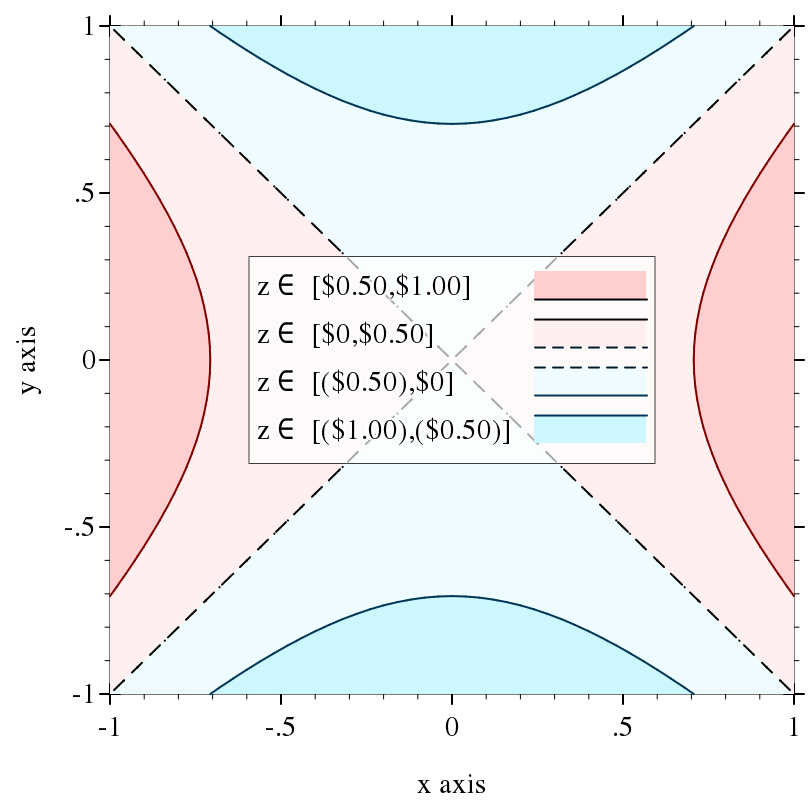 1
.5
0
-.5
-1
y axis
z ∈ [$0.50,$1.00]
z ∈ [$0,$0.50]
z ∈ [($0.50),$0]
z ∈ [($1.00),($0.50)]
-1 -.5 0 .5 1
x axis